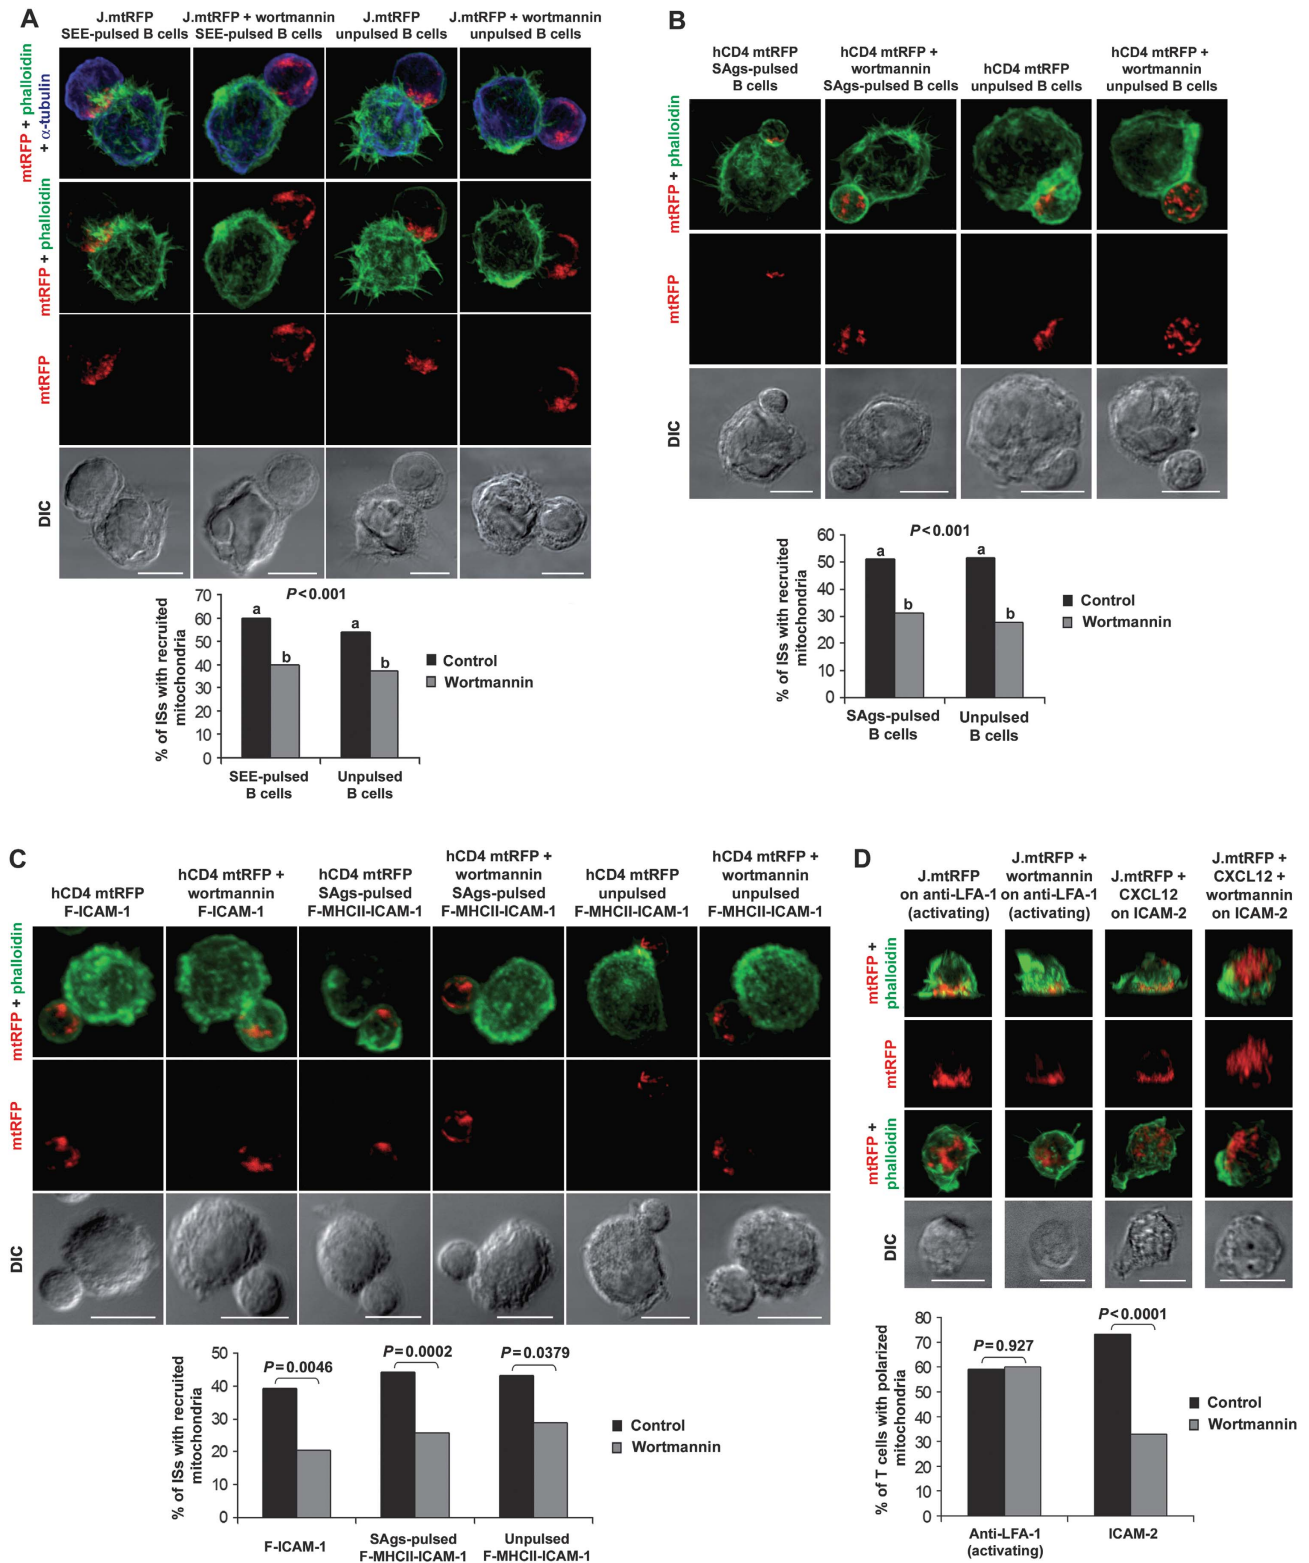 A
J.mtRFP
SEE-pulsed B cells
J.mtRFP + wortmannin
SEE-pulsed B cells
J.mtRFP
unpulsed B cells
J.mtRFP + wortmannin
unpulsed B cells
mtRFP + phalloidin
+ α-tubulin
mtRFP + phalloidin
mtRFP
DIC
P<0.001
% of ISs with recruited
mitochondria
70
60
50
40
30
20
10
0
a
b
a
b
SEE-pulsed
B cells
Unpulsed
B cells
Control
Wortmannin
B
hCD4 mtRFP
SAgs-pulsed
B cells
hCD4 mtRFP +
wortmannin
SAgs-pulsed B cells
hCD4 mtRFP
unpulsed B cells
hCD4 mtRFP +
wortmannin
unpulsed B cells
mtRFP + phalloidin
mtRFP
DIC
P<0.001
% of ISs with recruited
mitochondria
60
50
40
30
20
10
0
a
b
a
b
SAgs-pulsed
B cells
Unpulsed
B cells
Control
Wortmannin
C
hCD4 mtRFP
F-ICAM-1
hCD4 mtRFP +
wortmannin
F-ICAM-1
hCD4 mtRFP
SAgs-pulsed
F-MHCII-ICAM-1
hCD4 mtRFP +
wortmannin
SAgs-pulsed
F-MHCII-ICAM-1
hCD4 mtRFP
unpulsed
F-MHCII-ICAM-1
hCD4 mtRFP +
wortmannin
unpulsed
F-MHCII-ICAM-1
mtRFP + phalloidin
mtRFP
DIC
% of ISs with recruited
mitochondria
50
40
30
20
10
0
P=0.0046
P=0.0002
P=0.0379
F-ICAM-1
SAgs-pulsed
F-MHCII-ICAM-1
Unpulsed
F-MHCII-ICAM-1
Control
Wortmannin
D
J.mtRFP
on anti-LFA-1
(activating)
J.mtRFP +
wortmannin
on anti-LFA-1
(activating)
J.mtRFP +
CXCL12
on ICAM-2
J.mtRFP +
CXCL12 +
wortmannin
on ICAM-2
mtRFP +
phalloidin
mtRFP
mtRFP +
phalloidin
DIC
% of T cells with polarized
mitochondria
80
70
60
50
40
30
20
10
0
P=0.927
P<0.0001
Anti-LFA-1
(activating)
ICAM-2
Control
Wortmannin